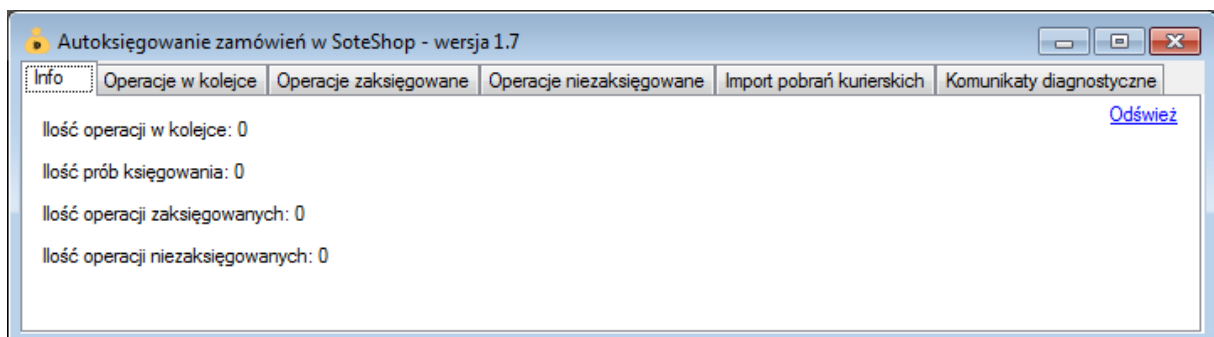 Autoksięgowanie zamówień w SoteShop - wersja 1.7
Info Operacje w kolejce Operacje zaksięgowane Operacje niezaksięgowane Import pobrań kurierskich Komunikaty diagnostyczne
Odśwież
Ilość operacji w kolejce: 0
Ilość prób księgowania: 0
Ilość operacji zaksięgowanych: 0
Ilość operacji niezaksięgowanych: 0